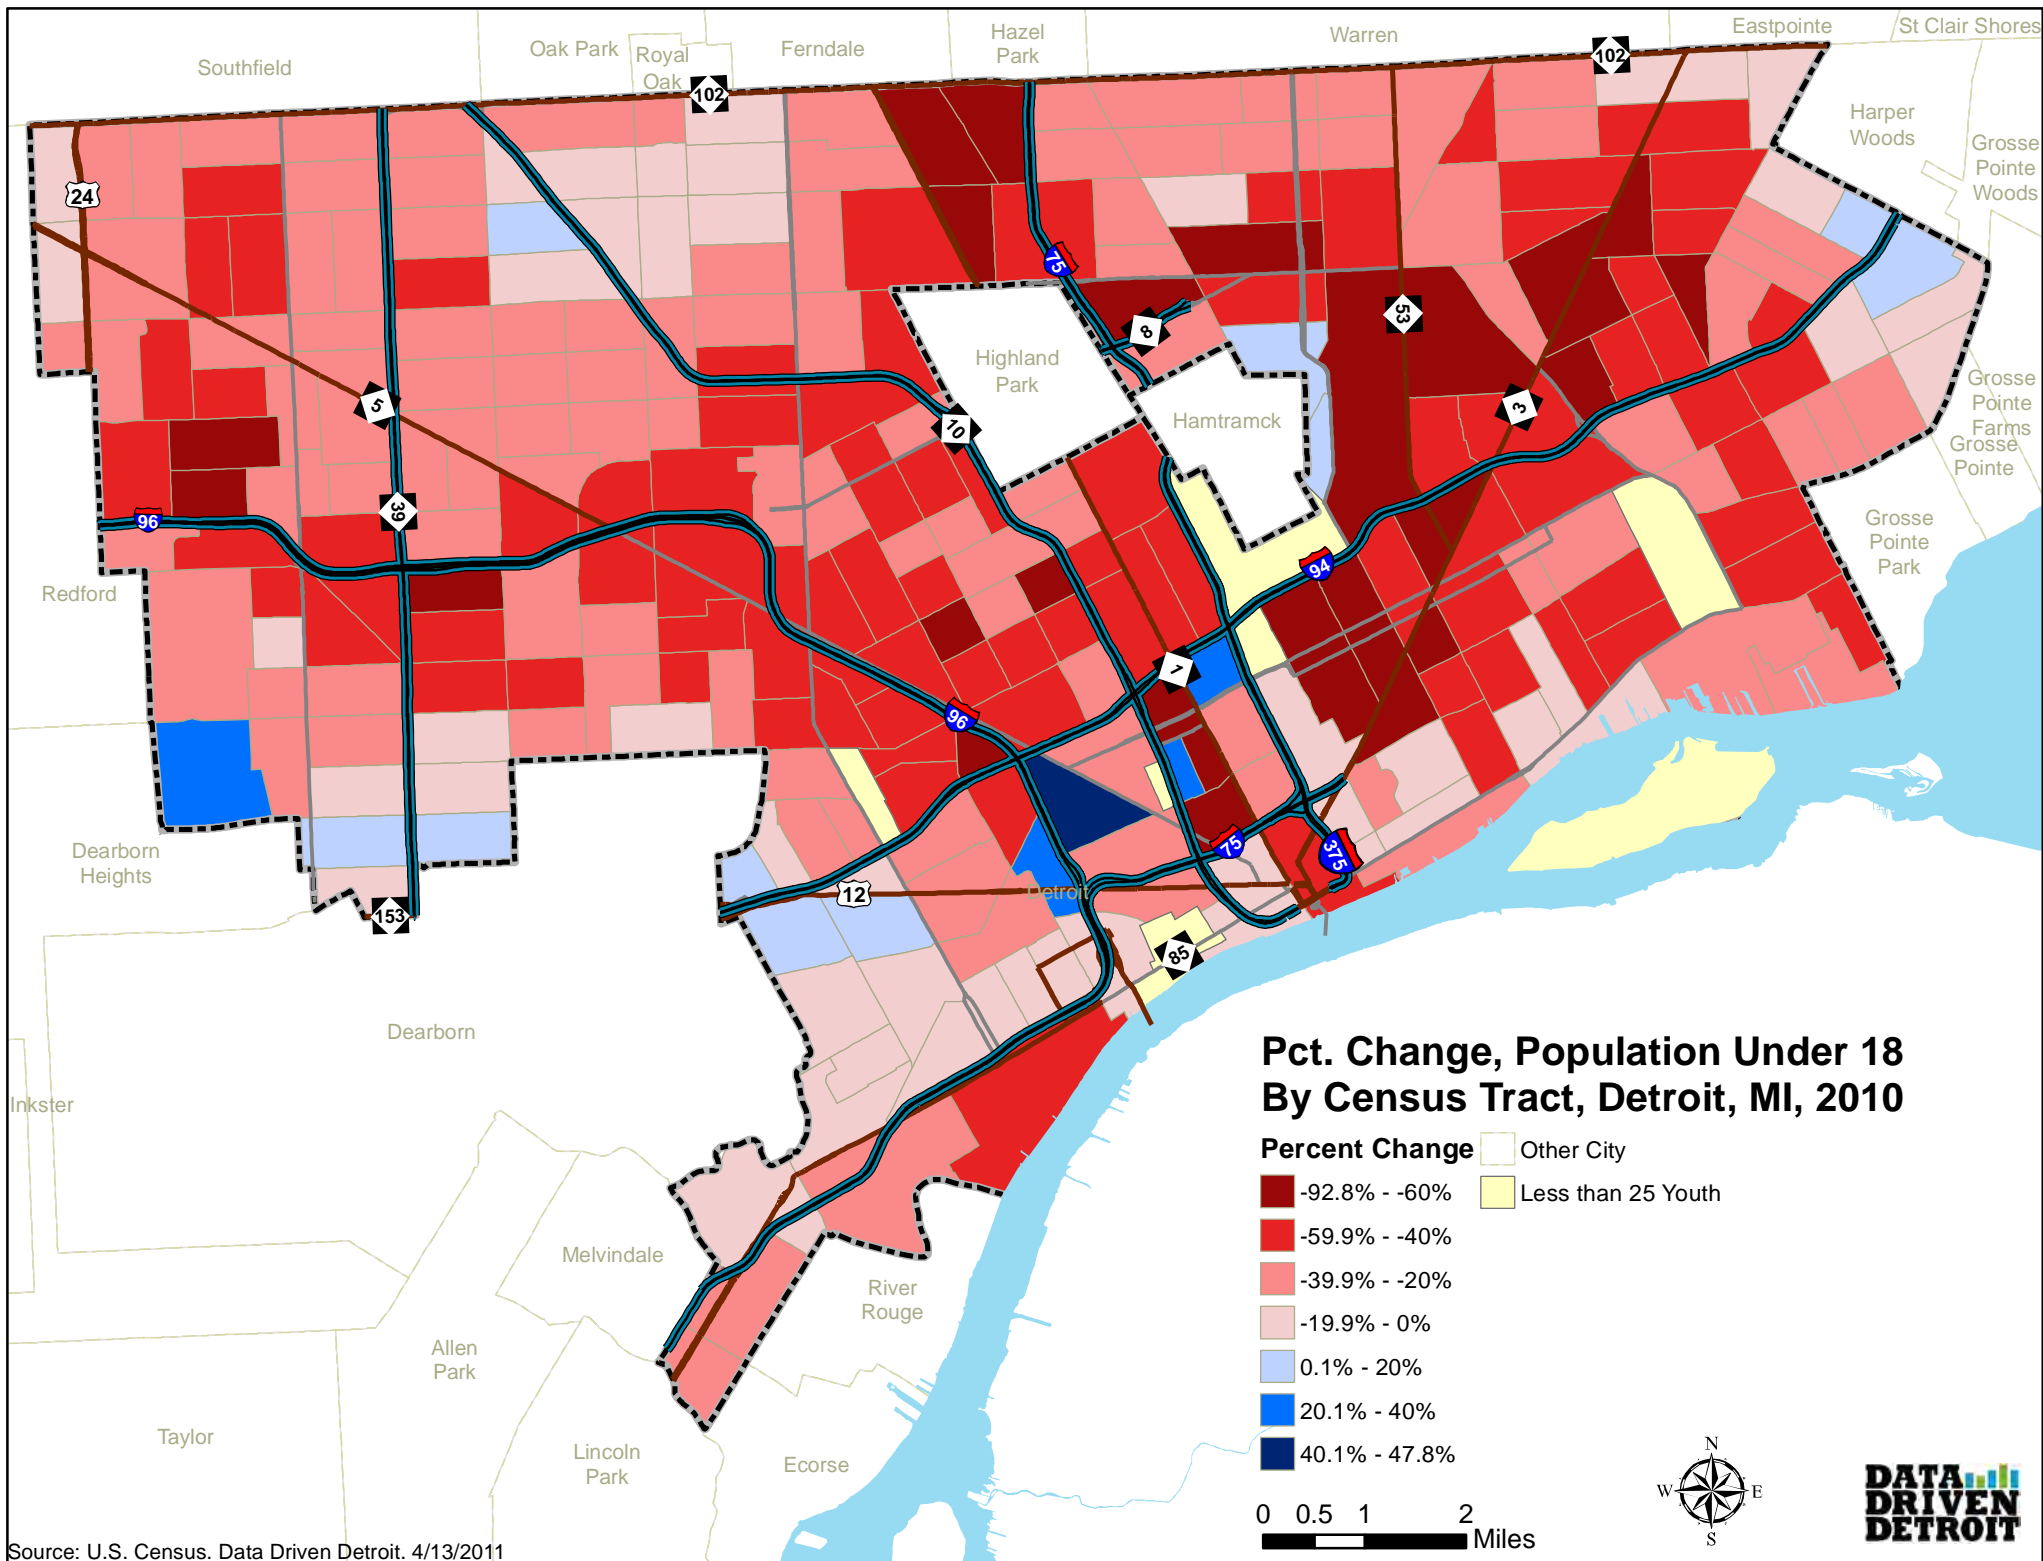 Southfield
Oak Park
Royal
Oak
Ferndale
Hazel
Park
Warren
Eastpointe
St Clair Shores
102
102
Harper
Woods
Grosse
Pointe
Woods
24
75
8
53
Highland
Park
Hamtramck
5
10
3
Grosse
Pointe
Farms
Grosse
Pointe
39
96
94
Grosse
Pointe
Park
Redford
1
96
75
375
Dearborn
Heights
12
Detroit
153
85
Dearborn
Inkster
Melvindale
River
Rouge
Allen
Park
Taylor
Lincoln
Park
Ecorse
Pct. Change, Population Under 18
By Census Tract, Detroit, MI, 2010
Percent Change
Other City
-92.8% - -60%
Less than 25 Youth
-59.9% - -40%
-39.9% - -20%
-19.9% - 0%
0.1% - 20%
20.1% - 40%
40.1% - 47.8%
0 0.5 1 2
Miles
N
W E
S
DATA
DRIVEN
DETROIT
Source: U.S. Census. Data Driven Detroit. 4/13/2011